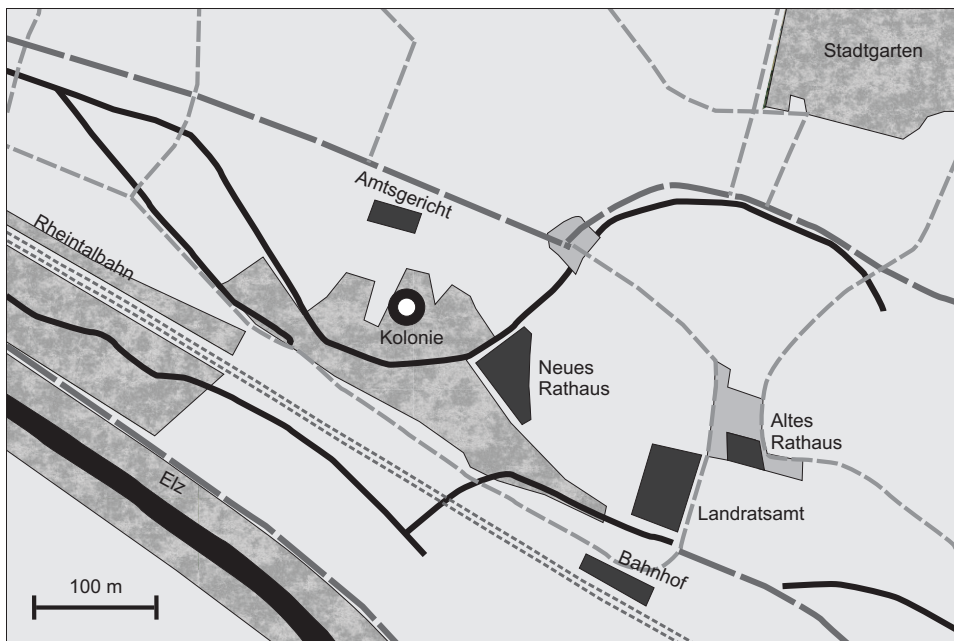 Stadtgarten
Amtsgericht
Rheintalbahn
Kolonie
Neues
Rathaus
Altes
Rathaus
Elz
Landratsamt
Bahnhof
100 m